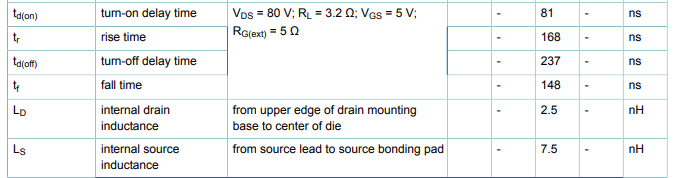 td(on) turn-on delay time VDS = 80 V; RL = 3.2 Ω; VGS = 5 V; - 81 - ns
tr rise time RG(ext) = 5 Ω - 168 - ns
td(off) turn-off delay time - 237 - ns
tf fall time - 148 - ns
LD internal drain from upper edge of drain mounting - 2.5 - nH
inductance base to center of die
LS internal source from source lead to source bonding pad - 7.5 - nH
inductance